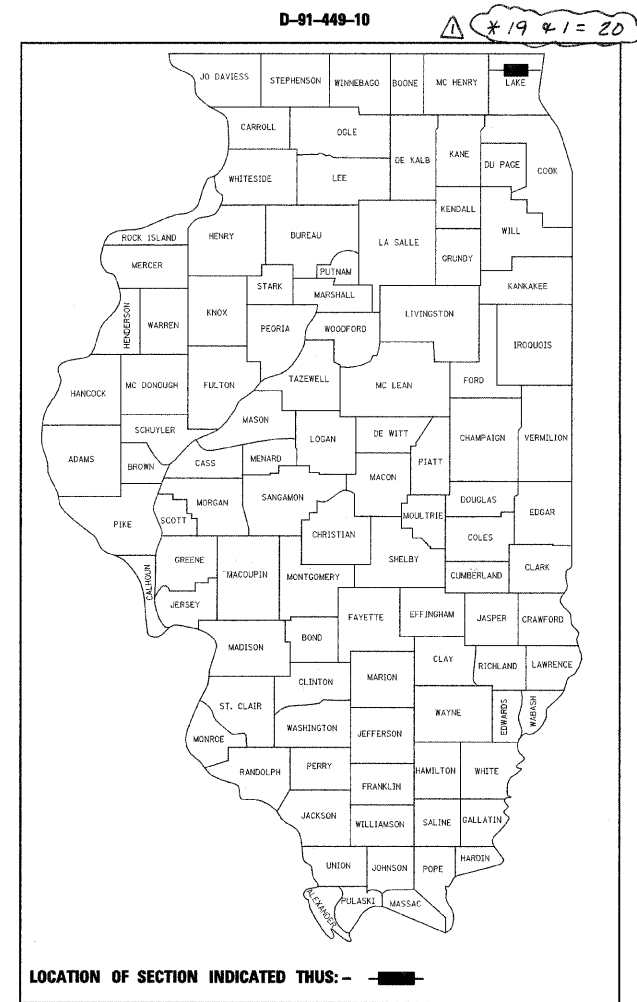 D-91-449-10
1 * 19 & 1 = 20
JO DAVIESS STEPHENSON WINNEBAGO BOONE MC HENRY LAKE
CARROLL OGLE DE KALB KANE DU PAGE COOK
WHITESIDE LEE
KENDALL
ROCK ISLAND HENRY BUREAU LA SALLE WILL
MERCER PUTNAM GRUNDY
STARK MARSHALL KANKAKEE
HENDERSON WARREN KNOX PEORIA WOODFORD LIVINGSTON
IROQUOIS
HANCOCK MC DONOUGH FULTON TAZEWELL MC LEAN FORD
SCHUYLER MASON
LOGAN DE WITT CHAMPAIGN VERMILION
ADAMS BROWN CASS MENARD PIATT
MACON
MORGAN SANGAMON DOUGLAS
PIKE SCOTT MOULTRIE EDGAR
CHRISTIAN COLES
CALHOUN GREENE MACOUPIN MONTGOMERY SHELBY CUMBERLAND CLARK
JERSEY
FAYETTE EFFINGHAM JASPER CRAWFORD
MADISON BOND
CLAY RICHLAND LAWRENCE
CLINTON MARION
ST. CLAIR WAYNE EDWARDS WABASH
MONROE WASHINGTON JEFFERSON
RANDOLPH PERRY HAMILTON WHITE
FRANKLIN
JACKSON WILLIAMSON SALINE GALLATIN
UNION JOHNSON POPE HARDIN
ALEXANDER PULASKI MASSAC
LOCATION OF SECTION INDICATED THUS: -